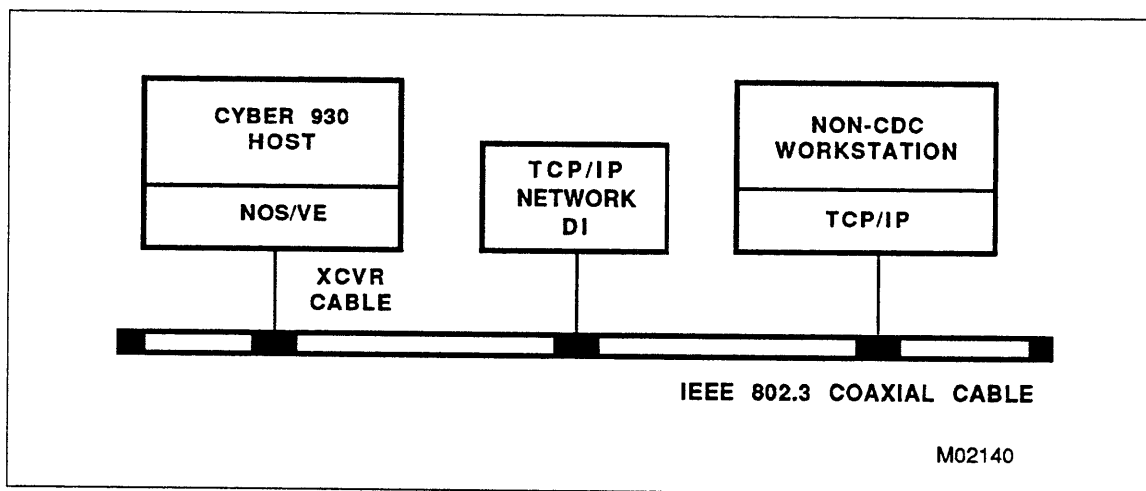 CYBER 930
HOST
NOS/VE
XCVR
CABLE
TCP/IP
NETWORK
DI
NON-CDC
WORKSTATION
TCP/IP
IEEE 802.3 COAXIAL CABLE
M02140